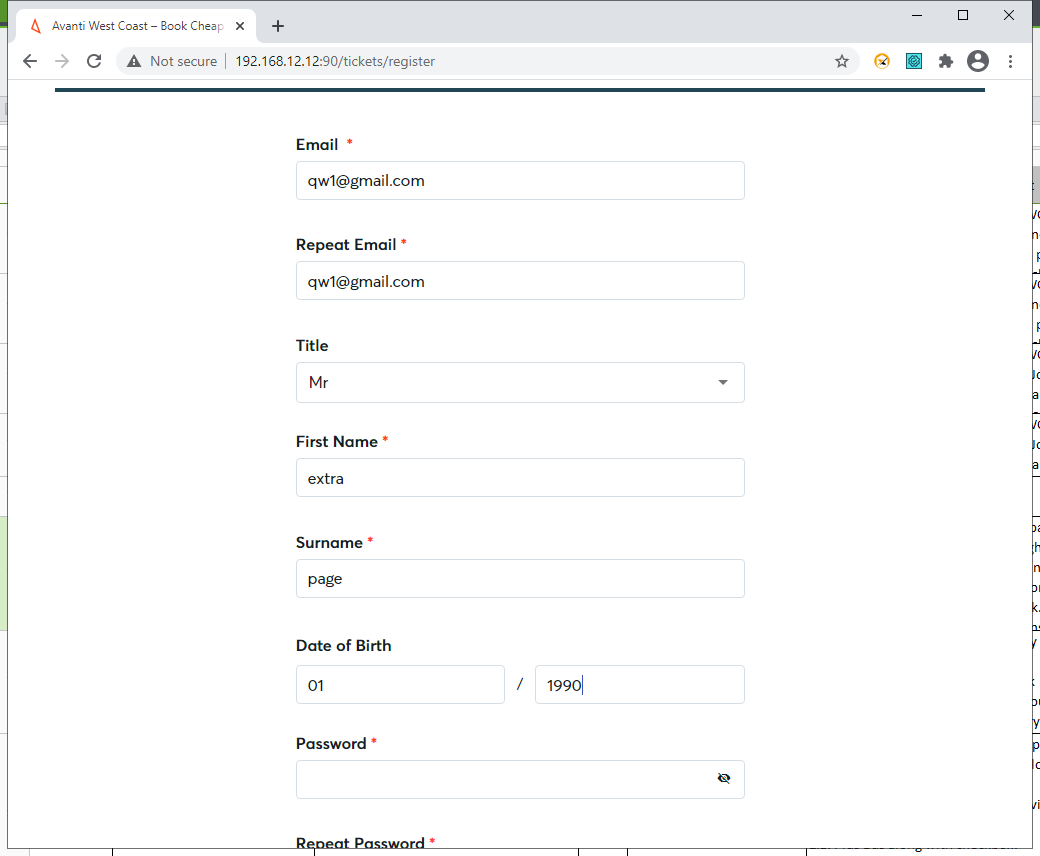 Avanti West Coast – Book Cheap
Not secure
192.168.12.12:90/tickets/register
Email *
qw1@gmail.com
Repeat Email *
qw1@gmail.com
Title
Mr
First Name *
extra
Surname *
page
Date of Birth
01 / 1990
Password *
Repeat Password *